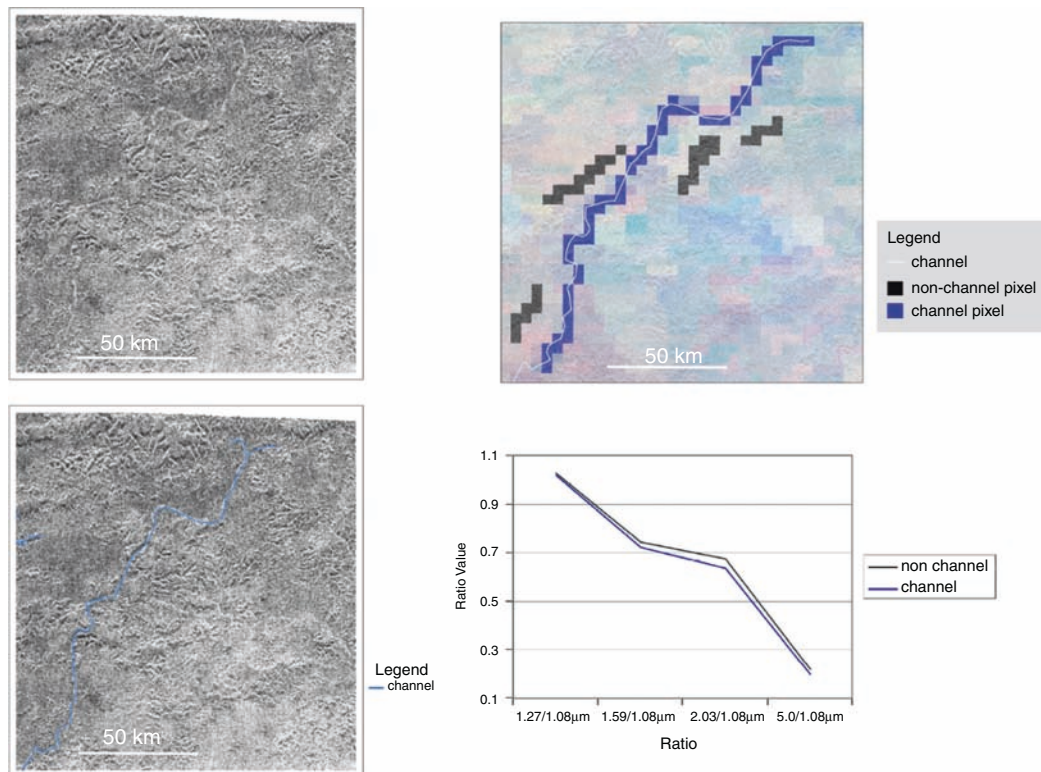 50 km
50 km
Legend
channel
non-channel pixel
channel pixel
50 km
Legend
channel
1.1
0.9
0.7
0.5
0.3
0.1
Ratio Value
1.27/1.08μm
1.59/1.08μm
2.03/1.08μm
5.0/1.08μm
Ratio
non channel
channel